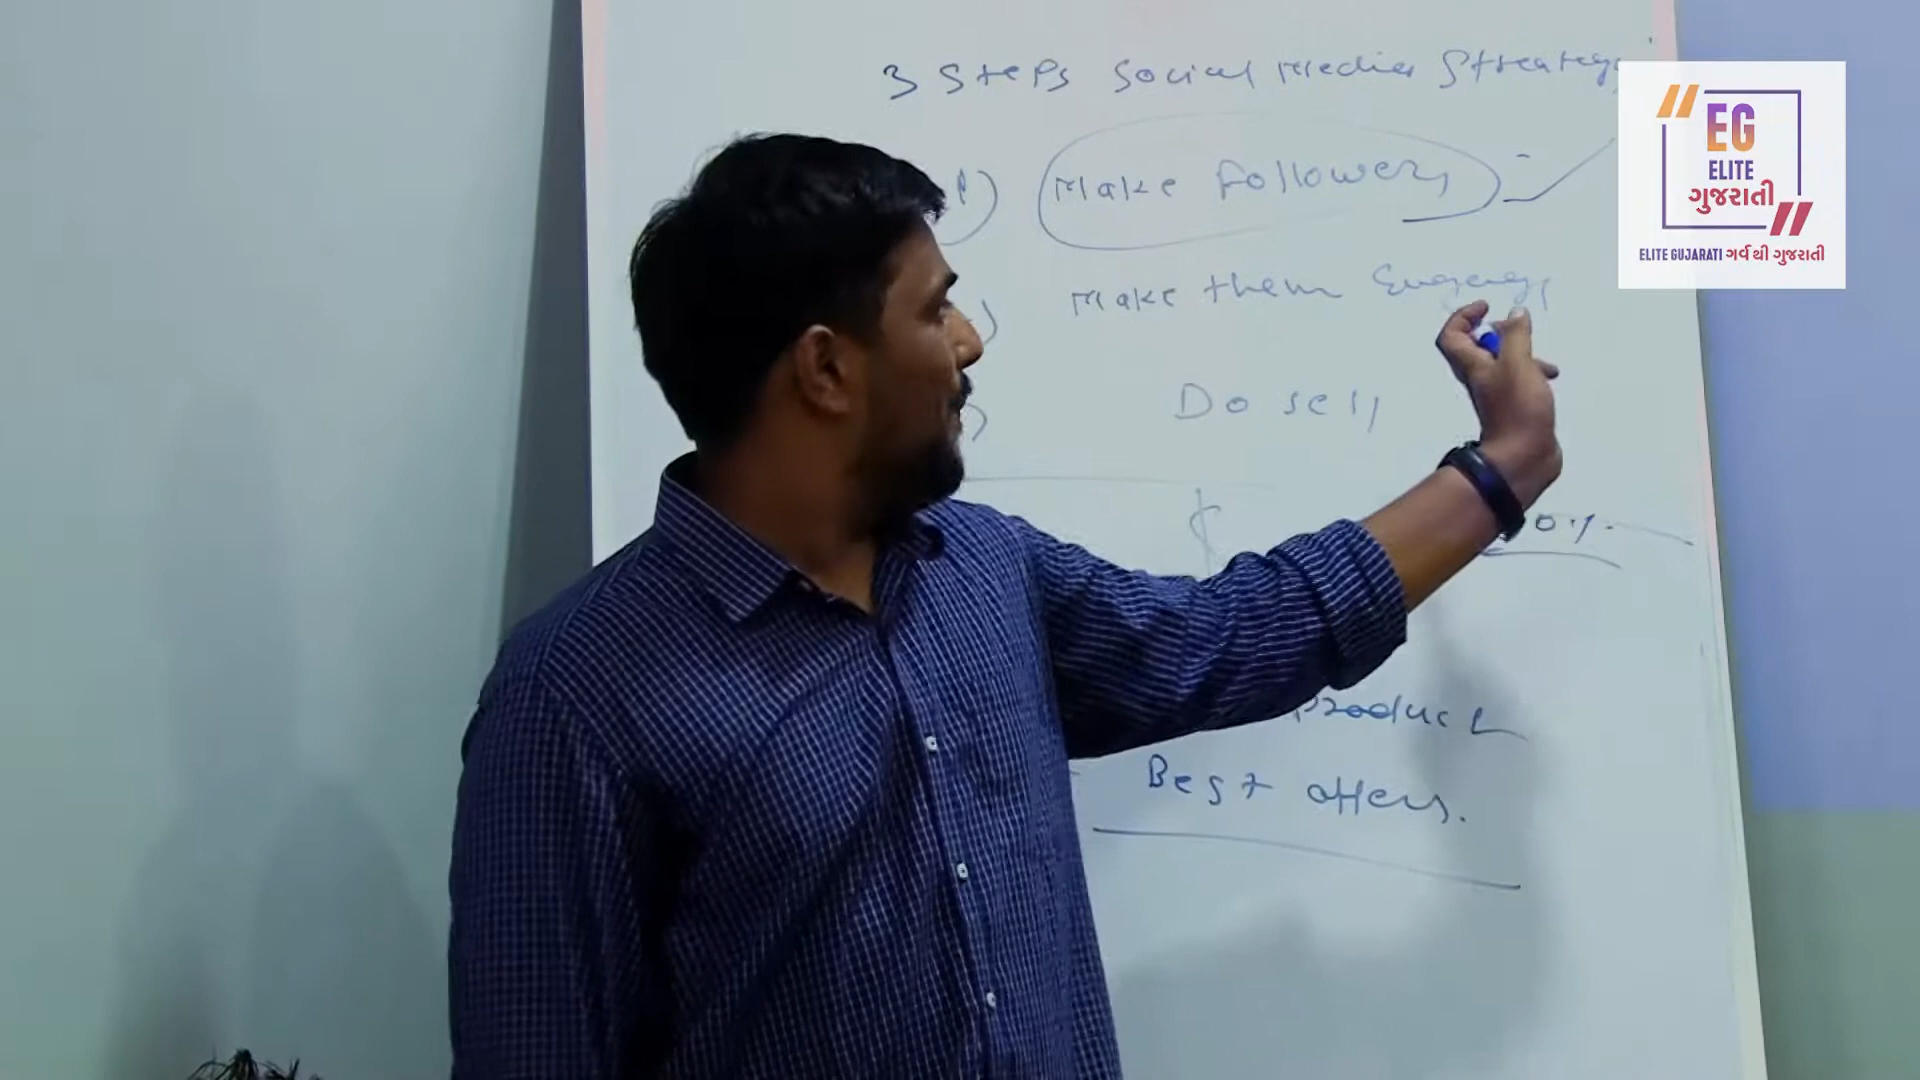 3 Steps Social Media Strategy
Make Followers
Make them Engage
Do sell
0%.
Product
Best offers.
EG
ELITE
ગુજરાતી
ELITE GUJARATI ગર્વ થી ગુજરાતી